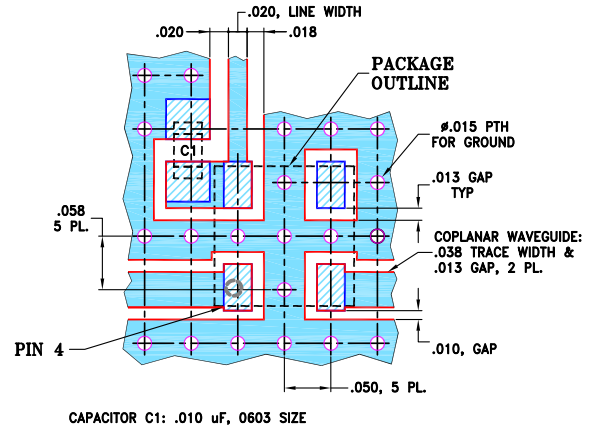 .020, LINE WIDTH
.020
.018
PACKAGE
OUTLINE
C1
ø.015 PTH
FOR GROUND
.013 GAP
TYP
.058
5 PL.
COPLANAR WAVEGUIDE:
.038 TRACE WIDTH &
.013 GAP, 2 PL.
PIN 4
.010, GAP
.050, 5 PL.
CAPACITOR C1: .010 uF, 0603 SIZE